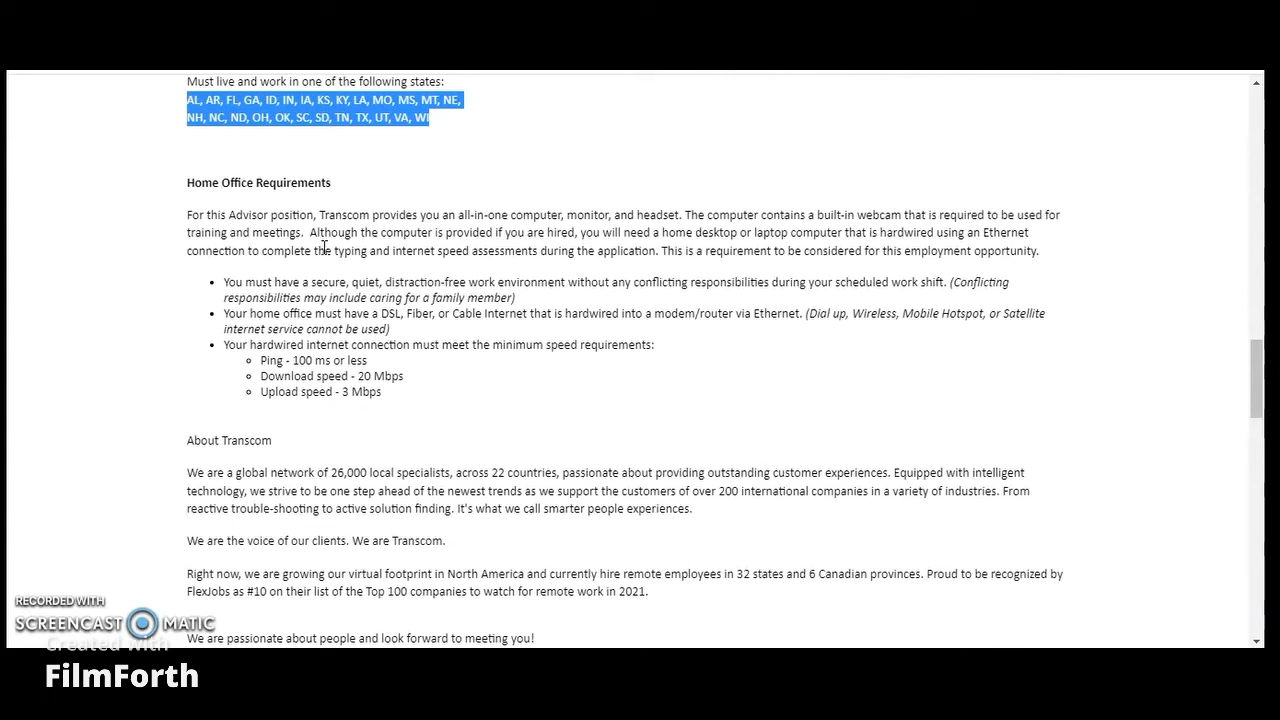 Must live and work in one of the following states:
AL, AR, FL, GA, ID, IN, IA, KS, KY, LA, MO, MS, MT, NE,
NH, NC, ND, OH, OK, SC, SD, TN, TX, UT, VA, WI
Home Office Requirements
For this Advisor position, Transcom provides you an all-in-one computer, monitor, and headset. The computer contains a built-in webcam that is required to be used for
training and meetings.  Although the computer is provided if you are hired, you will need a home desktop or laptop computer that is hardwired using an Ethernet
connection to complete the typing and internet speed assessments during the application. This is a requirement to be considered for this employment opportunity.
• You must have a secure, quiet, distraction-free work environment without any conflicting responsibilities during your scheduled work shift. (Conflicting
responsibilities may include caring for a family member)
• Your home office must have a DSL, Fiber, or Cable Internet that is hardwired into a modem/router via Ethernet. (Dial up, Wireless, Mobile Hotspot, or Satellite
internet service cannot be used)
• Your hardwired internet connection must meet the minimum speed requirements:
◦ Ping - 100 ms or less
◦ Download speed - 20 Mbps
◦ Upload speed - 3 Mbps
About Transcom
We are a global network of 26,000 local specialists, across 22 countries, passionate about providing outstanding customer experiences. Equipped with intelligent
technology, we strive to be one step ahead of the newest trends as we support the customers of over 200 international companies in a variety of industries. From
reactive trouble-shooting to active solution finding. It's what we call smarter people experiences.
We are the voice of our clients. We are Transcom.
Right now, we are growing our virtual footprint in North America and currently hire remote employees in 32 states and 6 Canadian provinces. Proud to be recognized by
FlexJobs as #10 on their list of the Top 100 companies to watch for remote work in 2021.
We are passionate about people and look forward to meeting you!
RECORDED WITH
SCREENCAST MATIC
Created with
FilmForth